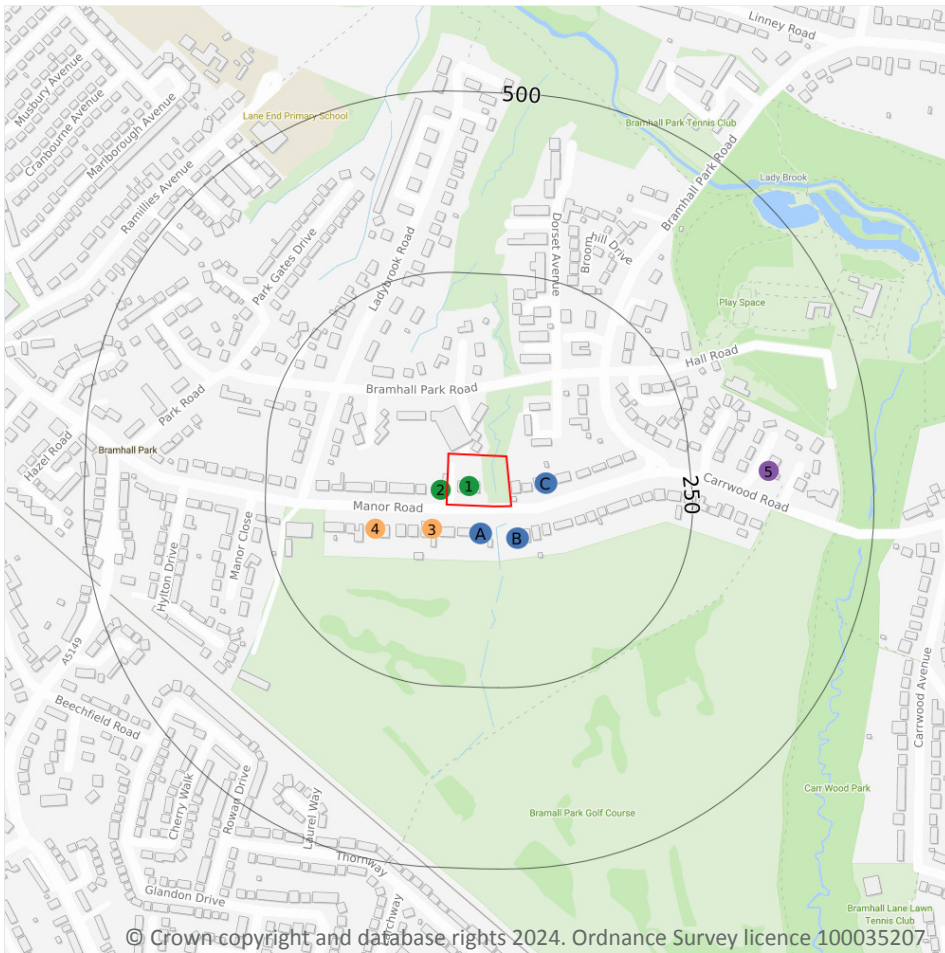 Linney Road
500
Musbury Avenue
Cranbourne Avenue
Marlborough Avenue
Lane End Primary School
Bramhall Park Tennis Club
Ramillies Avenue
Bramhall Park Road
Lady Brook
Dorset Avenue
Broom
hill Drive
Park Gates Drive
Ladybrook Road
Play Space
Hall Road
Bramhall Park Road
Park Road
Hazel Road
Bramhall Park
5
2
1
C
250
Carrwood Road
Manor Road
4
3
A
B
Manor Close
Hylton Drive
A5149
Beechfield Road
Carrwood Avenue
Cherry Walk
Rowan Drive
Laurel Way
Carr Wood Park
Bramall Park Golf Course
Thornway
Glandon Drive
Bramhall Lane Lawn
Tennis Club
© Crown copyright and database rights 2024. Ordnance Survey licence 100035207.